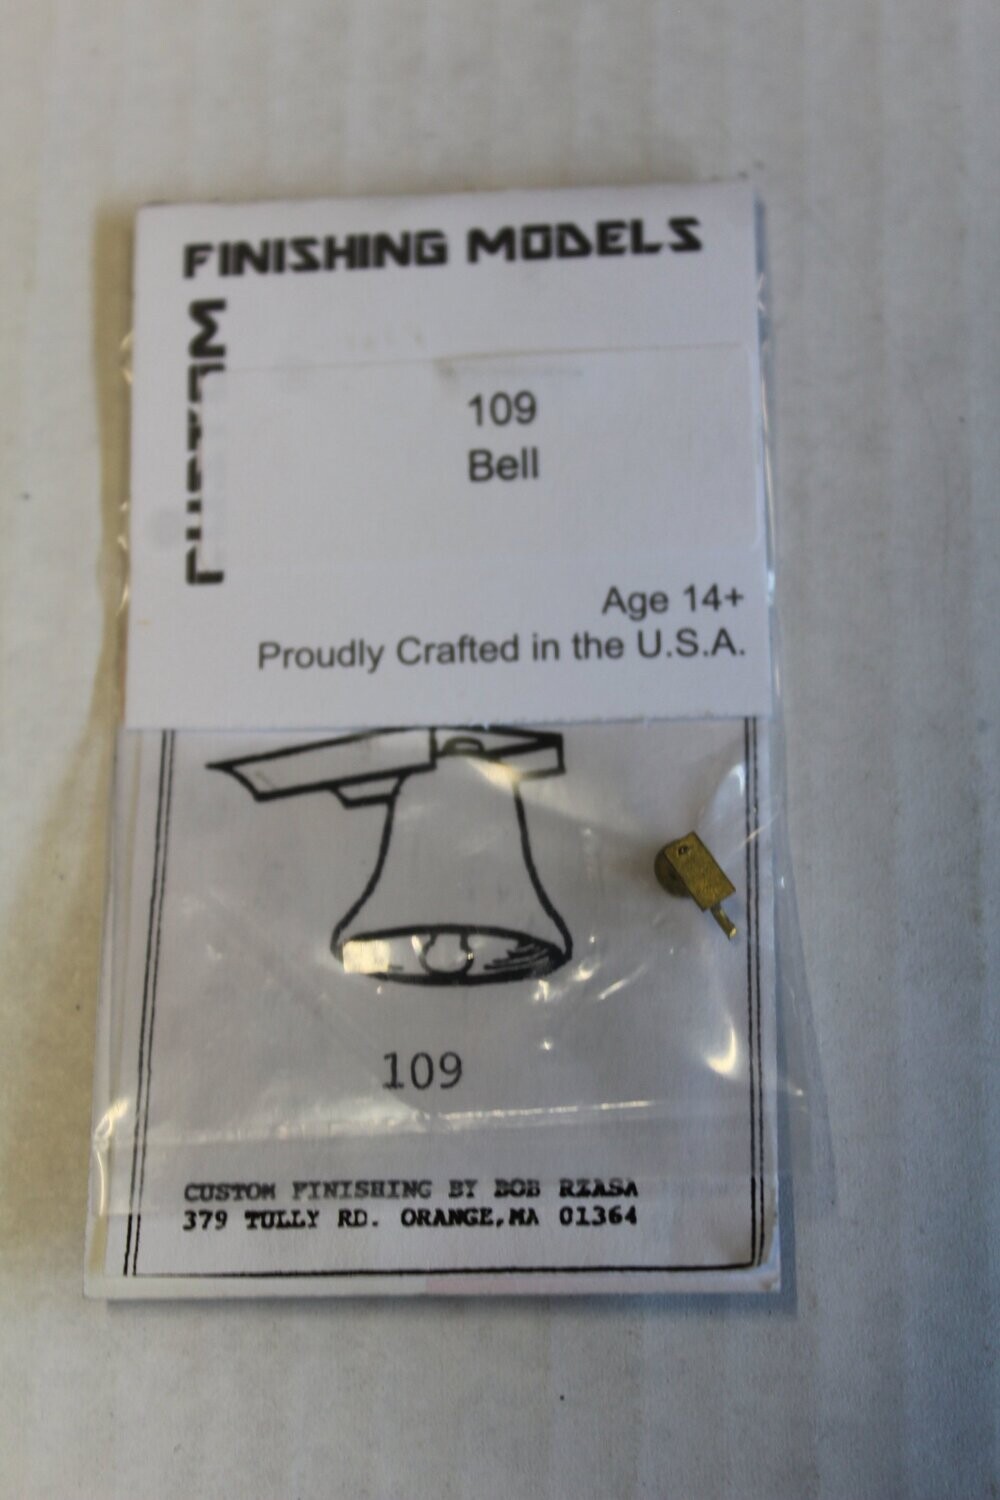 FINISHING MODELS
CUSTOM
109
Bell
Age 14+
Proudly Crafted in the U.S.A.
109
CUSTOM FINISHING BY BOB RZASA
379 TULLY RD. ORANGE,MA 01364